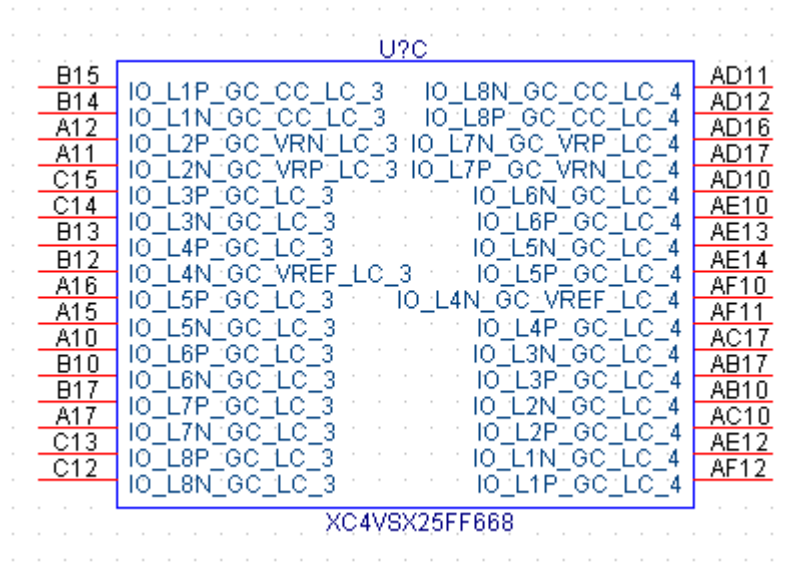 U?C
B15 IO_L1P_GC_CC_LC_3 IO_L8N_GC_CC_LC_4 AD11
B14 IO_L1N_GC_CC_LC_3 IO_L8P_GC_CC_LC_4 AD12
A12 IO_L2P_GC_VRN_LC_3 IO_L7N_GC_VRP_LC_4 AD16
A11 IO_L2N_GC_VRP_LC_3 IO_L7P_GC_VRN_LC_4 AD17
C15 IO_L3P_GC_LC_3 IO_L6N_GC_LC_4 AD10
C14 IO_L3N_GC_LC_3 IO_L6P_GC_LC_4 AE10
B13 IO_L4P_GC_LC_3 IO_L5N_GC_LC_4 AE13
B12 IO_L4N_GC_VREF_LC_3 IO_L5P_GC_LC_4 AE14
A16 IO_L5P_GC_LC_3 IO_L4N_GC_VREF_LC_4 AF10
A15 IO_L5N_GC_LC_3 IO_L4P_GC_LC_4 AF11
A10 IO_L6P_GC_LC_3 IO_L3N_GC_LC_4 AC17
B10 IO_L6N_GC_LC_3 IO_L3P_GC_LC_4 AB17
B17 IO_L7P_GC_LC_3 IO_L2N_GC_LC_4 AB10
A17 IO_L7N_GC_LC_3 IO_L2P_GC_LC_4 AC10
C13 IO_L8P_GC_LC_3 IO_L1N_GC_LC_4 AE12
C12 IO_L8N_GC_LC_3 IO_L1P_GC_LC_4 AF12
XC4VSX25FF668